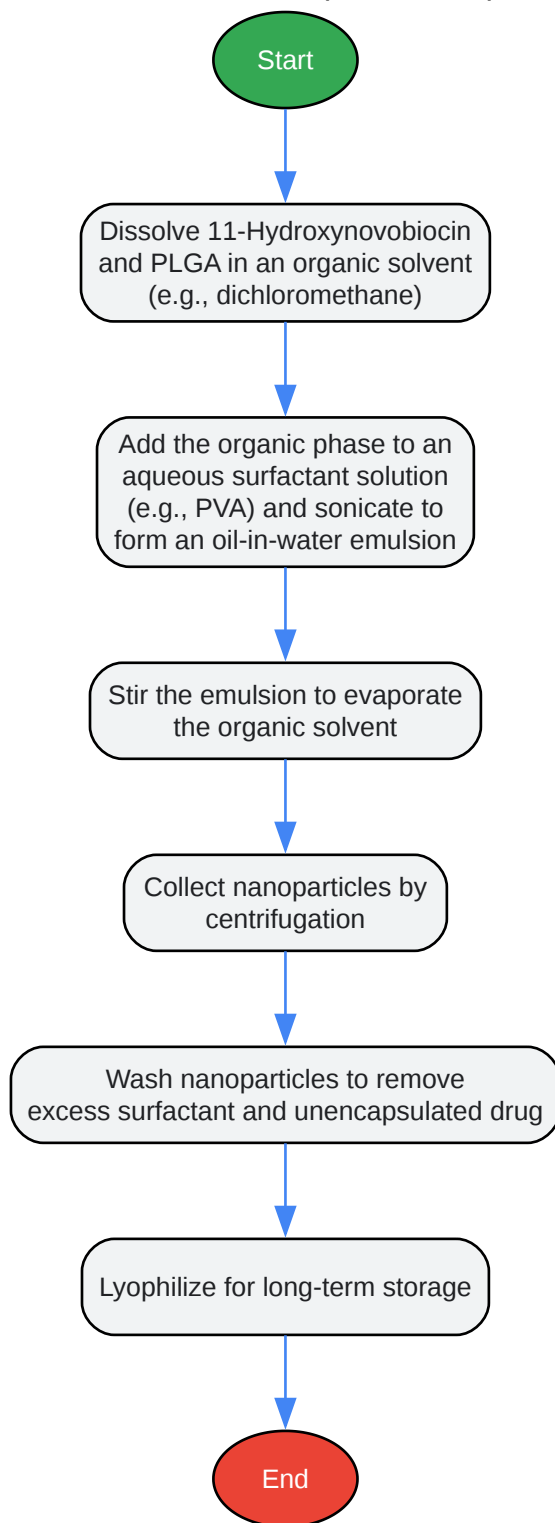 Start
Dissolve 11-Hydroxynovobiocin
and PLGA in an organic solvent
(e.g., dichloromethane)
Add the organic phase to an
aqueous surfactant solution
(e.g., PVA) and sonicate to
form an oil-in-water emulsion
Stir the emulsion to evaporate
the organic solvent
Collect nanoparticles by
centrifugation
Wash nanoparticles to remove
excess surfactant and unencapsulated drug
Lyophilize for long-term storage
End